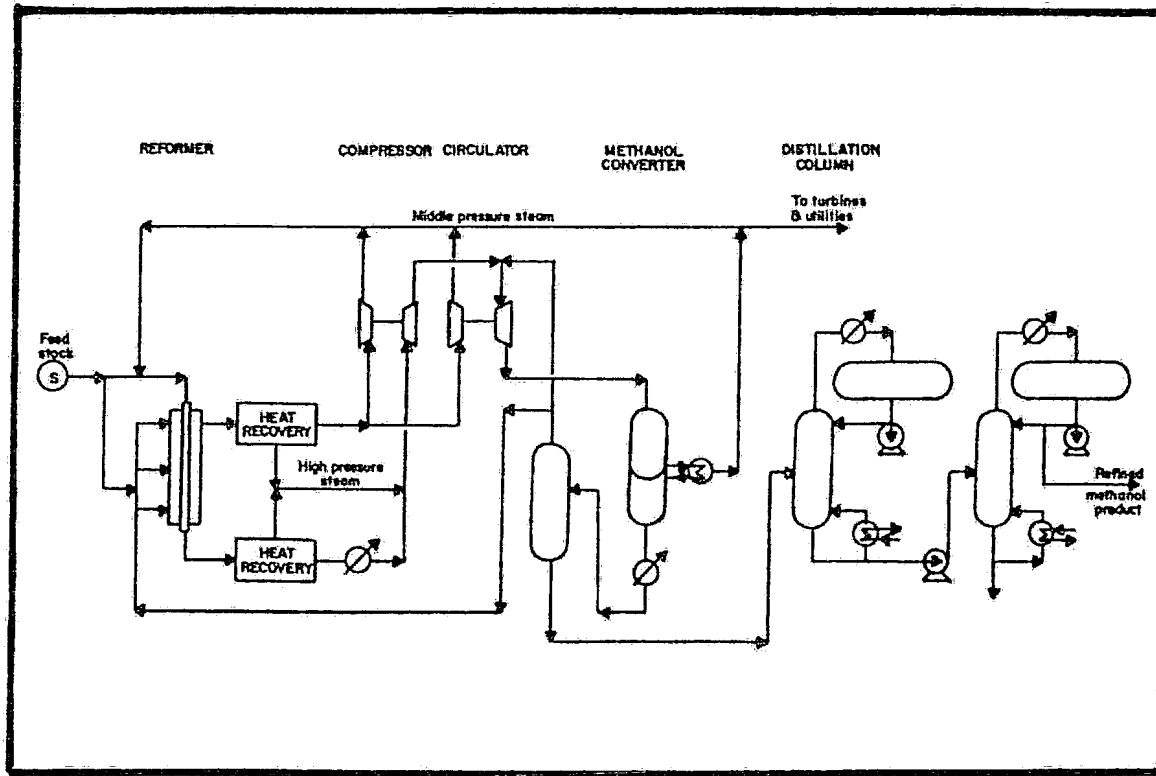 REFORMER
COMPRESSOR CIRCULATOR
METHANOL
CONVERTER
DISTILLATION
COLUMN
To turbines
& utilities
Middle pressure steam
Feed
stock
S
HEAT
RECOVERY
High pressure
steam
HEAT
RECOVERY
Refined
methanol
product